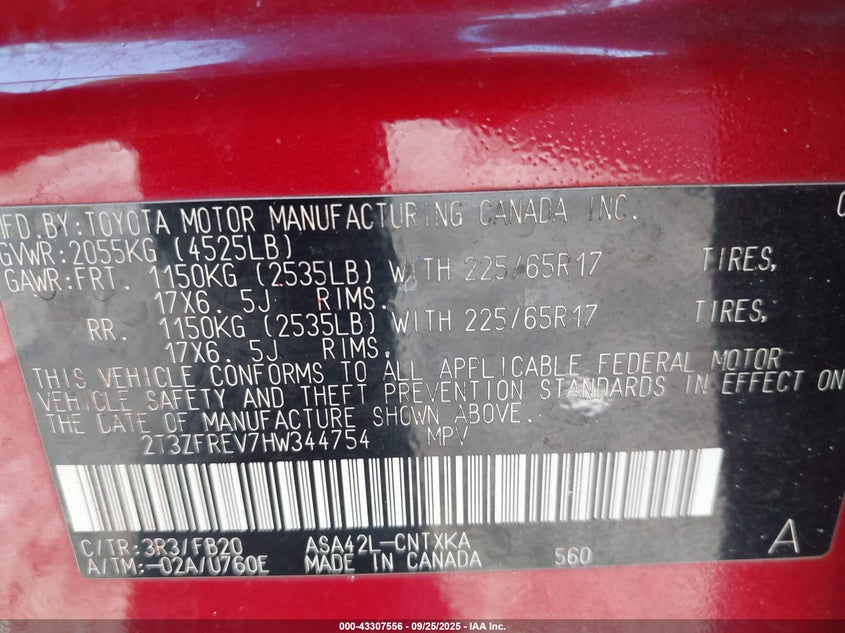 MFD.BY:TOYOTA MOTOR MANUFACTURING CANADA INC.
GVWR:2055KG (4525LB)
GAWR:FRT. 1150KG (2535LB) WITH 225/65R17 TIRES,
17X6. 5J RIMS.
RR. 1150KG (2535LB) WITH 225/65R17 TIRES,
17X6. 5J RIMS.
THIS VEHICLE CONFORMS TO ALL APPLICABLE FEDERAL MOTOR
VEHICLE SAFETY AND THEFT PREVENTION STANDARDS IN EFFECT ON
THE DATE OF MANUFACTURE SHOWN ABOVE.
2T3ZFREV7HW344754 MPV
C/TR:3R3/FB20 ASA42L-CNTXKA
A/TM:-02A/U760E MADE IN CANADA 560 A
000-43307556 - 09/25/2025 - IAA Inc.